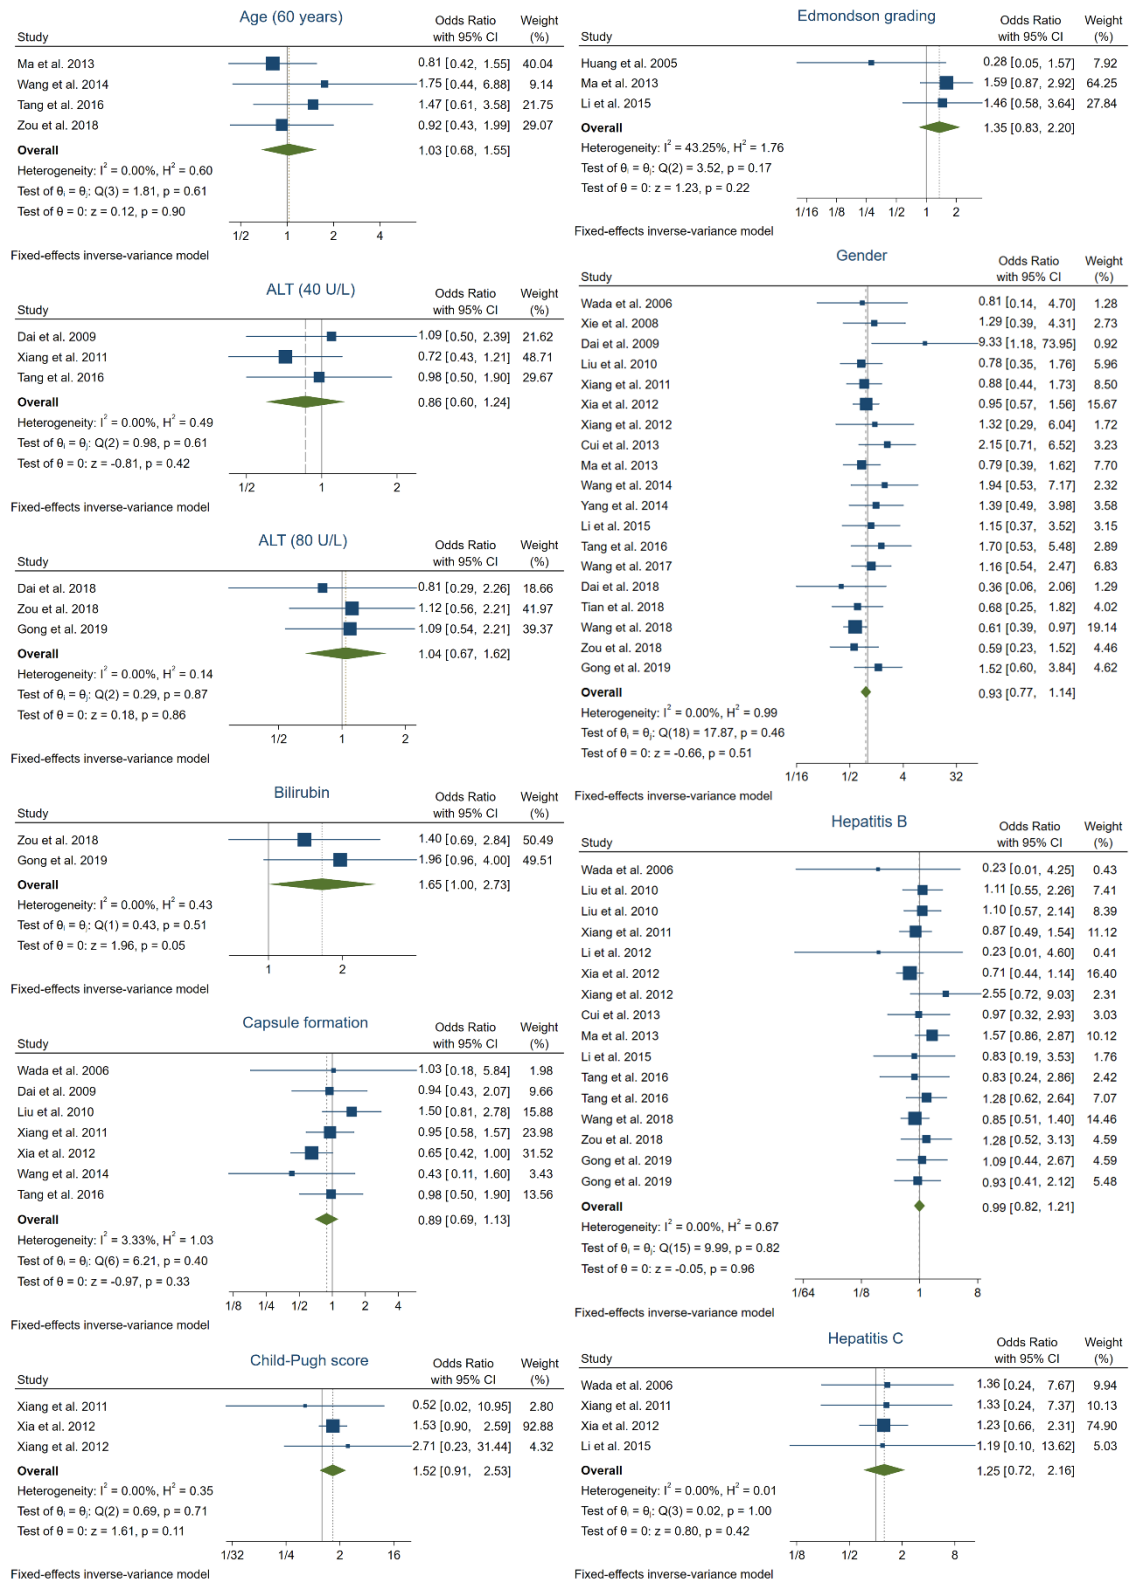 Age (60 years)
Odds Ratio Weight
Study with 95% CI (%)
Ma et al. 2013 0.81 [0.42, 1.55] 40.04
Wang et al. 2014 1.75 [0.44, 6.88] 9.14
Tang et al. 2016 1.47 [0.61, 3.58] 21.75
Zou et al. 2018 0.92 [0.43, 1.99] 29.07
Overall 1.03 [0.68, 1.55]
Heterogeneity: I² = 0.00%, H² = 0.60
Test of θᵢ = θⱼ: Q(3) = 1.81, p = 0.61
Test of θ = 0: z = 0.12, p = 0.90
1/2 1 2 4
Fixed-effects inverse-variance model
ALT (40 U/L)
Odds Ratio Weight
Study with 95% CI (%)
Dai et al. 2009 1.09 [0.50, 2.39] 21.62
Xiang et al. 2011 0.72 [0.43, 1.21] 48.71
Tang et al. 2016 0.98 [0.50, 1.90] 29.67
Overall 0.86 [0.60, 1.24]
Heterogeneity: I² = 0.00%, H² = 0.49
Test of θᵢ = θⱼ: Q(2) = 0.98, p = 0.61
Test of θ = 0: z = -0.81, p = 0.42
1/2 1 2
Fixed-effects inverse-variance model
ALT (80 U/L)
Odds Ratio Weight
Study with 95% CI (%)
Dai et al. 2018 0.81 [0.29, 2.26] 18.66
Zou et al. 2018 1.12 [0.56, 2.21] 41.97
Gong et al. 2019 1.09 [0.54, 2.21] 39.37
Overall 1.04 [0.67, 1.62]
Heterogeneity: I² = 0.00%, H² = 0.14
Test of θᵢ = θⱼ: Q(2) = 0.29, p = 0.87
Test of θ = 0: z = 0.18, p = 0.86
1/2 1 2
Fixed-effects inverse-variance model
Bilirubin
Odds Ratio Weight
Study with 95% CI (%)
Zou et al. 2018 1.40 [0.69, 2.84] 50.49
Gong et al. 2019 1.96 [0.96, 4.00] 49.51
Overall 1.65 [1.00, 2.73]
Heterogeneity: I² = 0.00%, H² = 0.43
Test of θᵢ = θⱼ: Q(1) = 0.43, p = 0.51
Test of θ = 0: z = 1.96, p = 0.05
1 2
Fixed-effects inverse-variance model
Capsule formation
Odds Ratio Weight
Study with 95% CI (%)
Wada et al. 2006 1.03 [0.18, 5.84] 1.98
Dai et al. 2009 0.94 [0.43, 2.07] 9.66
Liu et al. 2010 1.50 [0.81, 2.78] 15.88
Xiang et al. 2011 0.95 [0.58, 1.57] 23.98
Xia et al. 2012 0.65 [0.42, 1.00] 31.52
Wang et al. 2014 0.43 [0.11, 1.60] 3.43
Tang et al. 2016 0.98 [0.50, 1.90] 13.56
Overall 0.89 [0.69, 1.13]
Heterogeneity: I² = 3.33%, H² = 1.03
Test of θᵢ = θⱼ: Q(6) = 6.21, p = 0.40
Test of θ = 0: z = -0.97, p = 0.33
1/8 1/4 1/2 1 2 4
Fixed-effects inverse-variance model
Child-Pugh score
Odds Ratio Weight
Study with 95% CI (%)
Xiang et al. 2011 0.52 [0.02, 10.95] 2.80
Xia et al. 2012 1.53 [0.90, 2.59] 92.88
Xiang et al. 2012 2.71 [0.23, 31.44] 4.32
Overall 1.52 [0.91, 2.53]
Heterogeneity: I² = 0.00%, H² = 0.35
Test of θᵢ = θⱼ: Q(2) = 0.69, p = 0.71
Test of θ = 0: z = 1.61, p = 0.11
1/32 1/4 2 16
Fixed-effects inverse-variance model
Edmondson grading
Odds Ratio Weight
Study with 95% CI (%)
Huang et al. 2005 0.28 [0.05, 1.57] 7.92
Ma et al. 2013 1.59 [0.87, 2.92] 64.25
Li et al. 2015 1.46 [0.58, 3.64] 27.84
Overall 1.35 [0.83, 2.20]
Heterogeneity: I² = 43.25%, H² = 1.76
Test of θᵢ = θⱼ: Q(2) = 3.52, p = 0.17
Test of θ = 0: z = 1.23, p = 0.22
1/16 1/8 1/4 1/2 1 2
Fixed-effects inverse-variance model
Gender
Odds Ratio Weight
Study with 95% CI (%)
Wada et al. 2006 0.81 [0.14, 4.70] 1.28
Xie et al. 2008 1.29 [0.39, 4.31] 2.73
Dai et al. 2009 9.33 [1.18, 73.95] 0.92
Liu et al. 2010 0.78 [0.35, 1.76] 5.96
Xiang et al. 2011 0.88 [0.44, 1.73] 8.50
Xia et al. 2012 0.95 [0.57, 1.56] 15.67
Xiang et al. 2012 1.32 [0.29, 6.04] 1.72
Cui et al. 2013 2.15 [0.71, 6.52] 3.23
Ma et al. 2013 0.79 [0.39, 1.62] 7.70
Wang et al. 2014 1.94 [0.53, 7.17] 2.32
Yang et al. 2014 1.39 [0.49, 3.98] 3.58
Li et al. 2015 1.15 [0.37, 3.52] 3.15
Tang et al. 2016 1.70 [0.53, 5.48] 2.89
Wang et al. 2017 1.16 [0.54, 2.47] 6.83
Dai et al. 2018 0.36 [0.06, 2.06] 1.29
Tian et al. 2018 0.68 [0.25, 1.82] 4.02
Wang et al. 2018 0.61 [0.39, 0.97] 19.14
Zou et al. 2018 0.59 [0.23, 1.52] 4.46
Gong et al. 2019 1.52 [0.60, 3.84] 4.62
Overall 0.93 [0.77, 1.14]
Heterogeneity: I² = 0.00%, H² = 0.99
Test of θᵢ = θⱼ: Q(18) = 17.87, p = 0.46
Test of θ = 0: z = -0.66, p = 0.51
1/16 1/2 4 32
Fixed-effects inverse-variance model
Hepatitis B
Odds Ratio Weight
Study with 95% CI (%)
Wada et al. 2006 0.23 [0.01, 4.25] 0.43
Liu et al. 2010 1.11 [0.55, 2.26] 7.41
Liu et al. 2010 1.10 [0.57, 2.14] 8.39
Xiang et al. 2011 0.87 [0.49, 1.54] 11.12
Li et al. 2012 0.23 [0.01, 4.60] 0.41
Xia et al. 2012 0.71 [0.44, 1.14] 16.40
Xiang et al. 2012 2.55 [0.72, 9.03] 2.31
Cui et al. 2013 0.97 [0.32, 2.93] 3.03
Ma et al. 2013 1.57 [0.86, 2.87] 10.12
Li et al. 2015 0.83 [0.19, 3.53] 1.76
Tang et al. 2016 0.83 [0.24, 2.86] 2.42
Tang et al. 2016 1.28 [0.62, 2.64] 7.07
Wang et al. 2018 0.85 [0.51, 1.40] 14.46
Zou et al. 2018 1.28 [0.52, 3.13] 4.59
Gong et al. 2019 1.09 [0.44, 2.67] 4.59
Gong et al. 2019 0.93 [0.41, 2.12] 5.48
Overall 0.99 [0.82, 1.21]
Heterogeneity: I² = 0.00%, H² = 0.67
Test of θᵢ = θⱼ: Q(15) = 9.99, p = 0.82
Test of θ = 0: z = -0.05, p = 0.96
1/64 1/8 1 8
Fixed-effects inverse-variance model
Hepatitis C
Odds Ratio Weight
Study with 95% CI (%)
Wada et al. 2006 1.36 [0.24, 7.67] 9.94
Xiang et al. 2011 1.33 [0.24, 7.37] 10.13
Xia et al. 2012 1.23 [0.66, 2.31] 74.90
Li et al. 2015 1.19 [0.10, 13.62] 5.03
Overall 1.25 [0.72, 2.16]
Heterogeneity: I² = 0.00%, H² = 0.01
Test of θᵢ = θⱼ: Q(3) = 0.02, p = 1.00
Test of θ = 0: z = 0.80, p = 0.42
1/8 1/2 2 8
Fixed-effects inverse-variance model